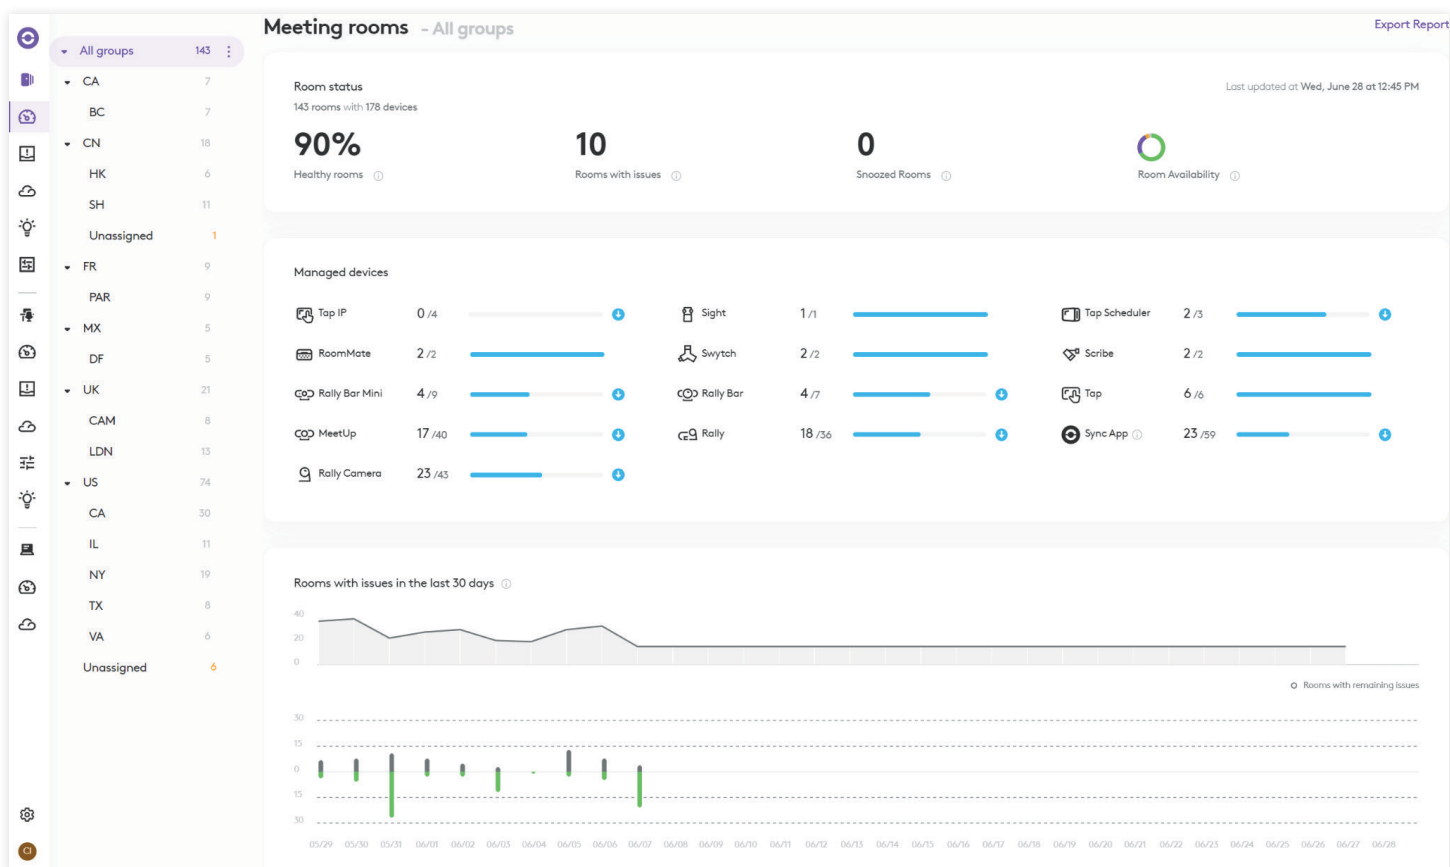 Meeting rooms - All groups
Export Report
All groups 143
CA 7
BC 7
CN 18
HK 6
SH 11
Unassigned 1
FR 9
PAR 9
MX 5
DF 5
UK 21
CAM 8
LDN 13
US 74
CA 30
IL 11
NY 19
TX 8
VA 6
Unassigned 6
CI
Room status
Last updated at Wed, June 28 at 12:45 PM
143 rooms with 178 devices
90% 10 0
Healthy rooms Rooms with issues Snoozed Rooms Room Availability
Managed devices
Tap IP 0 /4 Sight 1 /1 Tap Scheduler 2 /3
RoomMate 2 /2 Swytch 2 /2 Scribe 2 /2
Rally Bar Mini 4 /9 Rally Bar 4 /7 Tap 6 /6
MeetUp 17 /40 Rally 18 /36 Sync App 23 /59
Rally Camera 23 /43
Rooms with issues in the last 30 days
40
20
0
Rooms with remaining issues
30
15
0
15
30
05/29 05/30 05/31 06/01 06/02 06/03 06/04 06/05 06/06 06/07 06/08 06/09 06/10 06/11 06/12 06/13 06/14 06/15 06/16 06/17 06/18 06/19 06/20 06/21 06/22 06/23 06/24 06/25 06/26 06/27 06/28